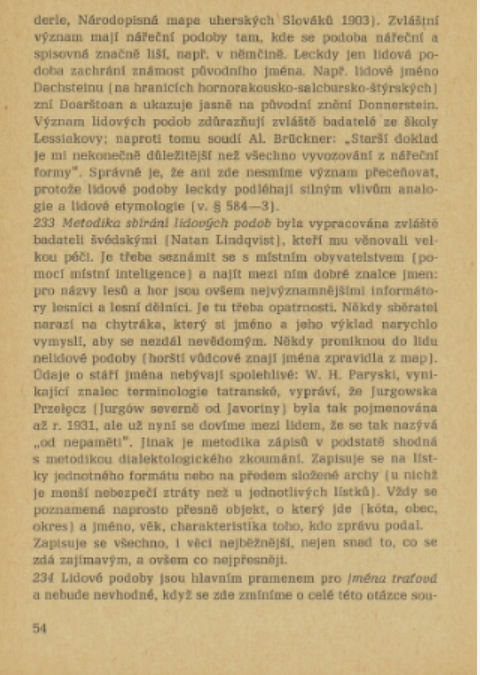 derle, Národopisná mapa uherských Slováků 1903). Zvláštní
význam mají nářeční podoby tam, kde se podoba nářeční a
spisovná značně liší, např. v němčině. Leckdy jen lidová po-
doba zachrání známost původního jména. Např. lidové jméno
Dachsteinu (na hranicích hornorakousko-salcbursko-štýrských)
zní Doarštoan a ukazuje jasně na původní znění Donnerstein.
Význam lidových podob zdůrazňují zvláště badatelé ze školy
Lessiakovy; naproti tomu soudí Al. Brückner: „Starší doklad
je mi nekonečně důležitější než všechno vyvozování z nářeční
formy". Správné je, že ani zde nesmíme význam přeceňovat,
protože lidové podoby leckdy podléhají silným vlivům analo-
gie a lidové etymologie (v. § 584—3).
233 Metodika sbírání lidových podob byla vypracována zvláště
badateli švédskými (Natan Lindqvist), kteří mu věnovali vel-
kou péči. Je třeba seznámit se s místním obyvatelstvem (po-
mocí místní inteligence) a najít mezi ním dobré znalce jmen:
pro názvy lesů a hor jsou ovšem nejvýznamnějšími informáto-
ry lesníci a lesní dělníci. Je tu třeba opatrnosti. Někdy sběratel
narazí na chytráka, který si jméno a jeho výklad narychlo
vymyslí, aby se nezdál nevědomým. Někdy proniknou do lidu
nelidové podoby (horští vůdcové znají jména zpravidla z map).
Údaje o stáří jména nebývají spolehlivé: W. H. Paryski, vyni-
kající znalec terminologie tatranské, vypráví, že Jurgowska
Przełęcz (Jurgów severně od Javoriny) byla tak pojmenována
až r. 1931, ale už nyní se dovíme mezi lidem, že se tak nazývá
„od nepaměti". Jinak je metodika zápisů v podstatě shodná
s metodikou dialektologického zkoumání. Zapisuje se na líst-
ky jednotného formátu nebo na předem složené archy (u nichž
je menší nebezpečí ztráty než u jednotlivých lístků). Vždy se
poznamená naprosto přesně objekt, o který jde (kóta, obec,
okres) a jméno, věk, charakteristika toho, kdo zprávu podal.
Zapisuje se všechno, i věci nejběžnější, nejen snad to, co se
zdá zajímavým, a ovšem co nejpřesněji.
234 Lidové podoby jsou hlavním pramenem pro jména traťová
a nebude nevhodné, když se zde zmíníme o celé této otázce sou-
54